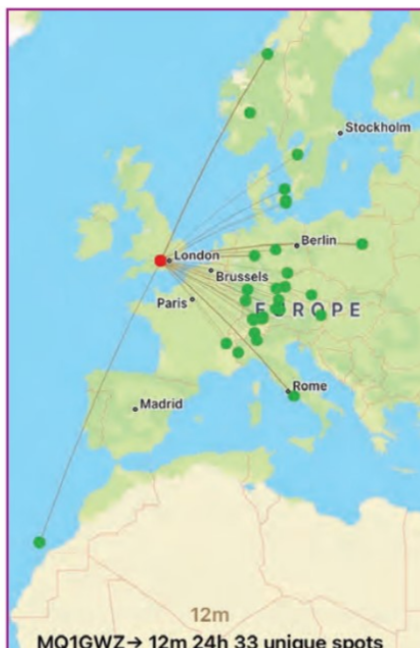 Stockholm
London
Berlin
Brussels
Paris
EUROPE
Rome
Madrid
12m
MQ1GWZ→ 12m 24h 33 unique spots